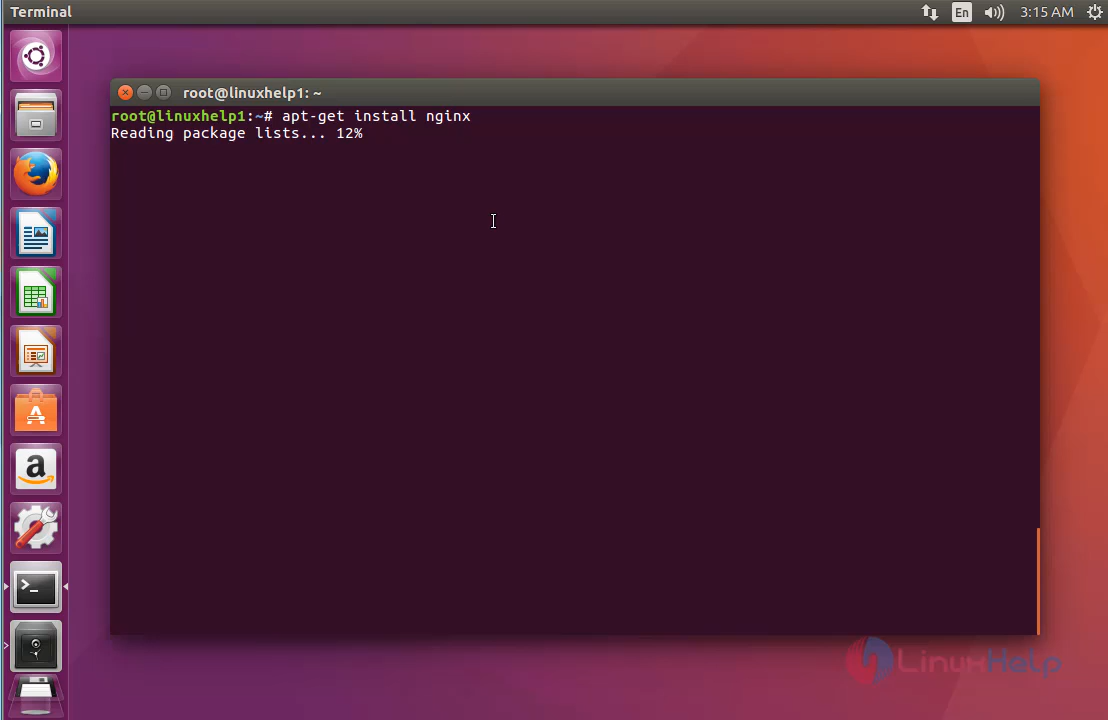 Terminal
En
3:15 AM
root@linuxhelp1: ~
root@linuxhelp1:~# apt-get install nginx
Reading package lists... 12%
LinuxHelp